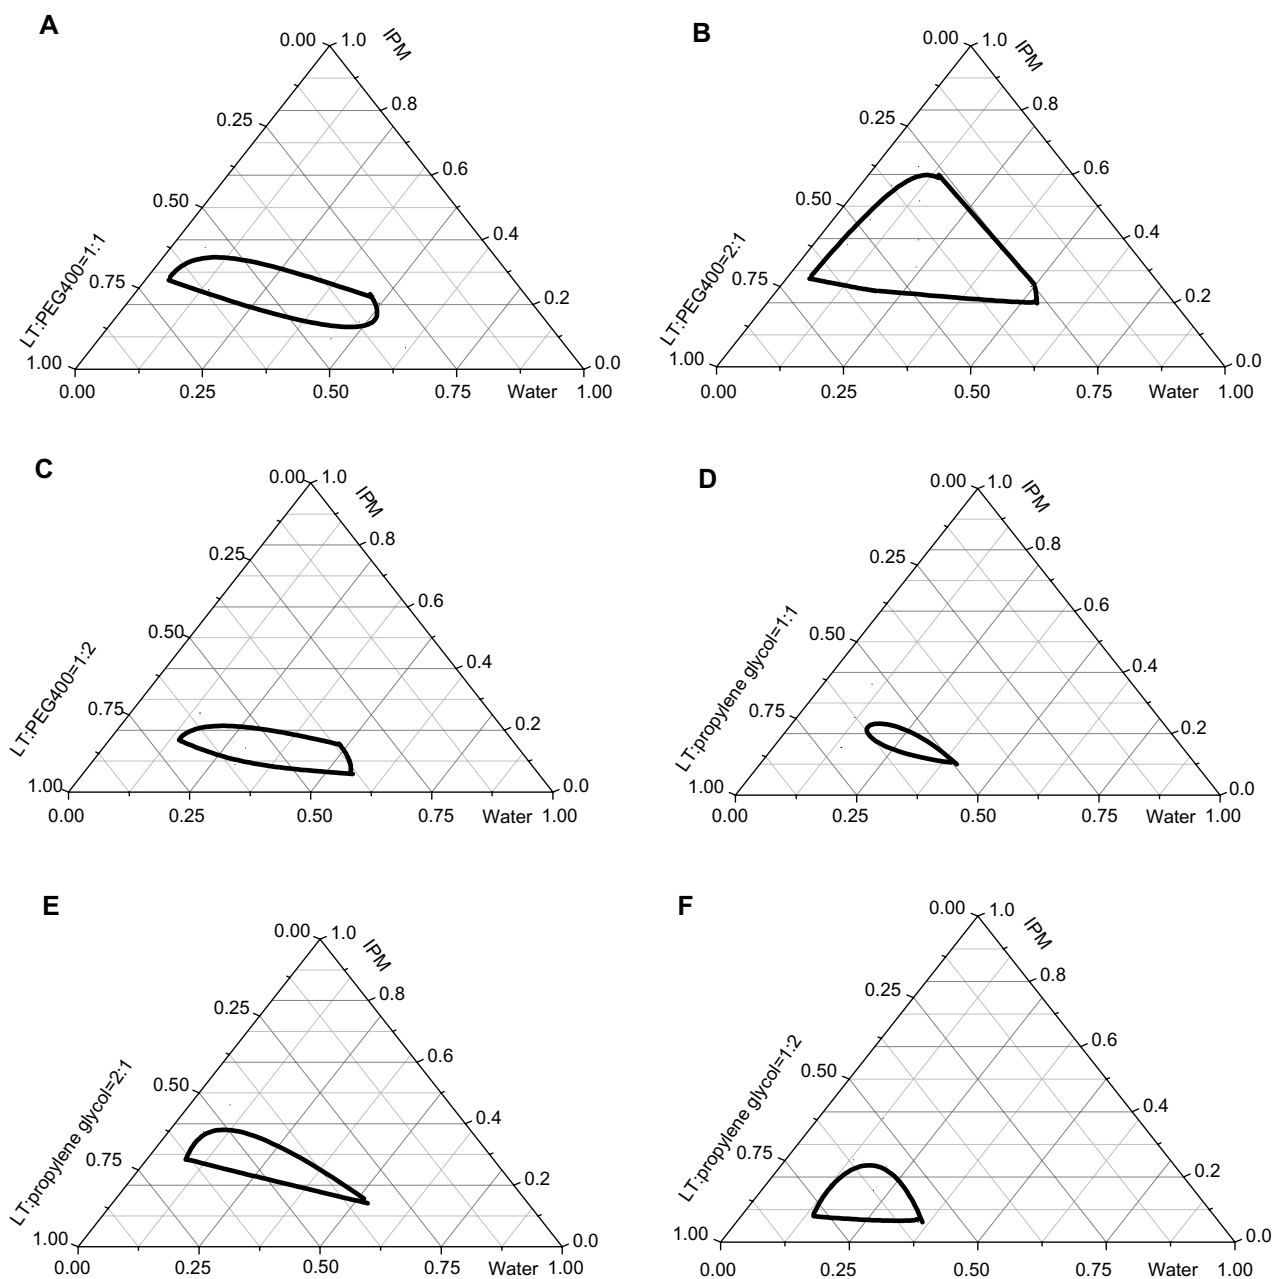 A
0.00 1.0 IPM
0.25 0.8
0.50 0.6
0.75 0.4
LT:PEG400=1:1
0.2
1.00 0.0
0.00 0.25 0.50 0.75 Water 1.00
B
0.00 1.0 IPM
0.25 0.8
0.50 0.6
0.75 0.4
LT:PEG400=2:1
0.2
1.00 0.0
0.00 0.25 0.50 0.75 Water 1.00
C
0.00 1.0 IPM
0.25 0.8
0.50 0.6
0.75 0.4
LT:PEG400=1:2
0.2
1.00 0.0
0.00 0.25 0.50 0.75 Water 1.00
D
0.00 1.0 IPM
0.25 0.8
0.50 0.6
0.75 0.4
LT:propylene glycol=1:1
0.2
1.00 0.0
0.00 0.25 0.50 0.75 Water 1.00
E
0.00 1.0 IPM
0.25 0.8
0.50 0.6
0.75 0.4
LT:propylene glycol=2:1
0.2
1.00 0.0
0.00 0.25 0.50 0.75 Water 1.00
F
0.00 1.0 IPM
0.25 0.8
0.50 0.6
0.75 0.4
LT:propylene glycol=1:2
0.2
1.00 0.0
0.00 0.25 0.50 0.75 Water 1.00